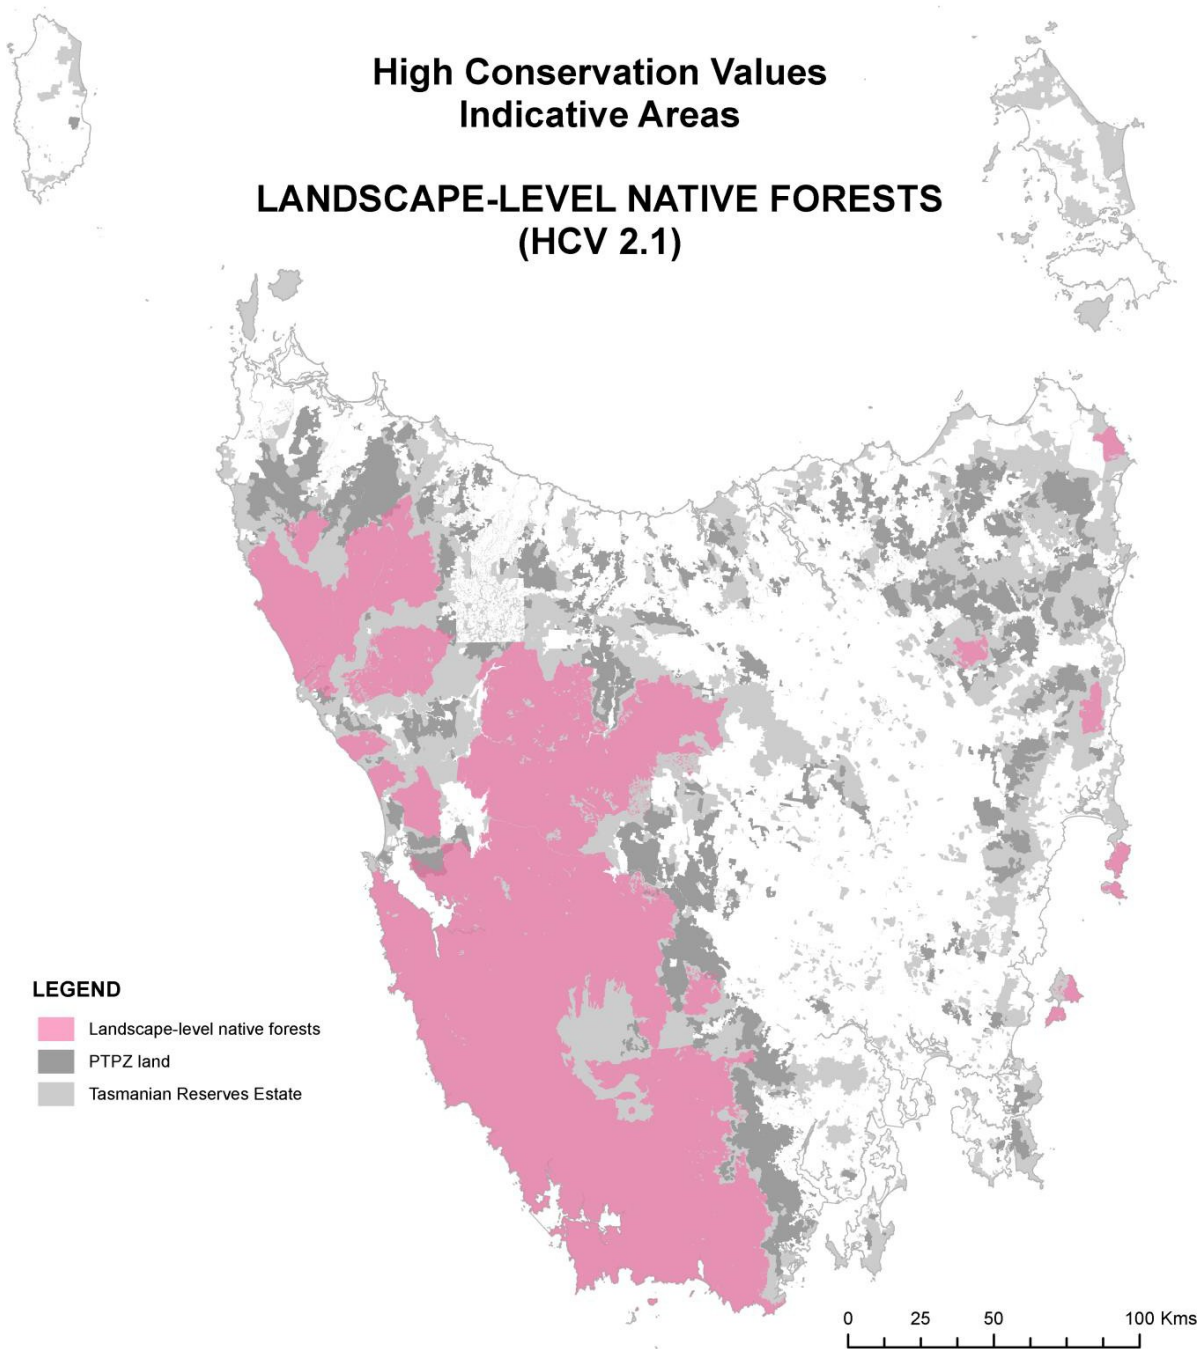 High Conservation Values
Indicative Areas
LANDSCAPE-LEVEL NATIVE FORESTS
(HCV 2.1)
LEGEND
Landscape-level native forests
PTPZ land
Tasmanian Reserves Estate
0 25 50 100 Kms